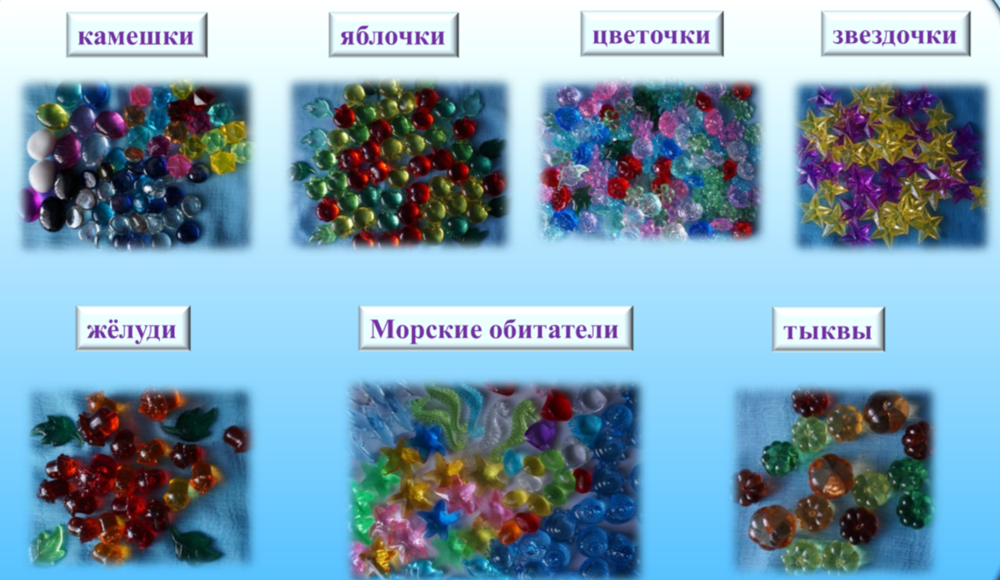 камешки
яблочки
цветочки
звездочки
жёлуди
Морские обитатели
тыквы